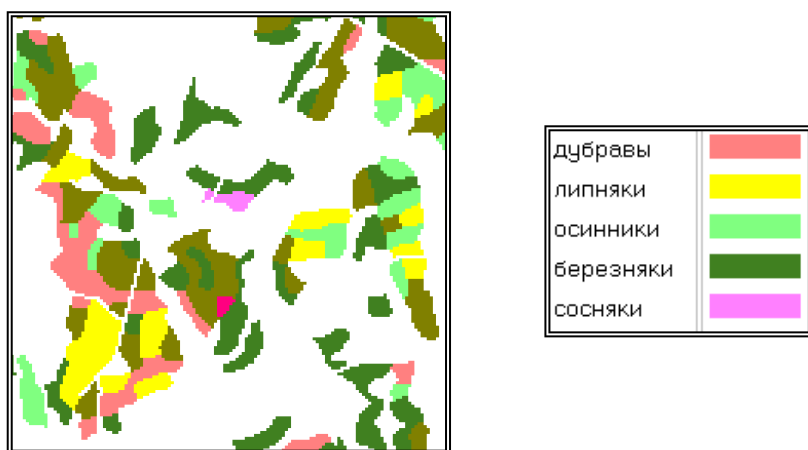 дубравы
липняки
осинники
березняки
сосняки